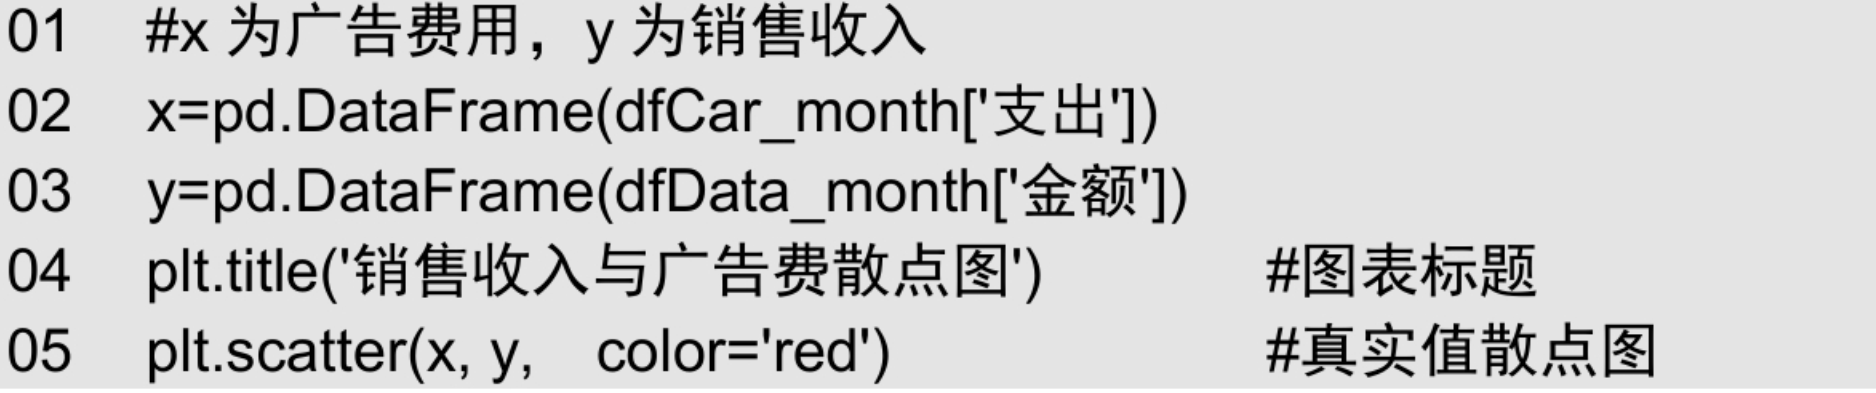 01 #x 为广告费用，y 为销售收入
02 x=pd.DataFrame(dfCar_month['支出'])
03 y=pd.DataFrame(dfData_month['金额'])
04 plt.title('销售收入与广告费散点图') #图表标题
05 plt.scatter(x, y, color='red') #真实值散点图